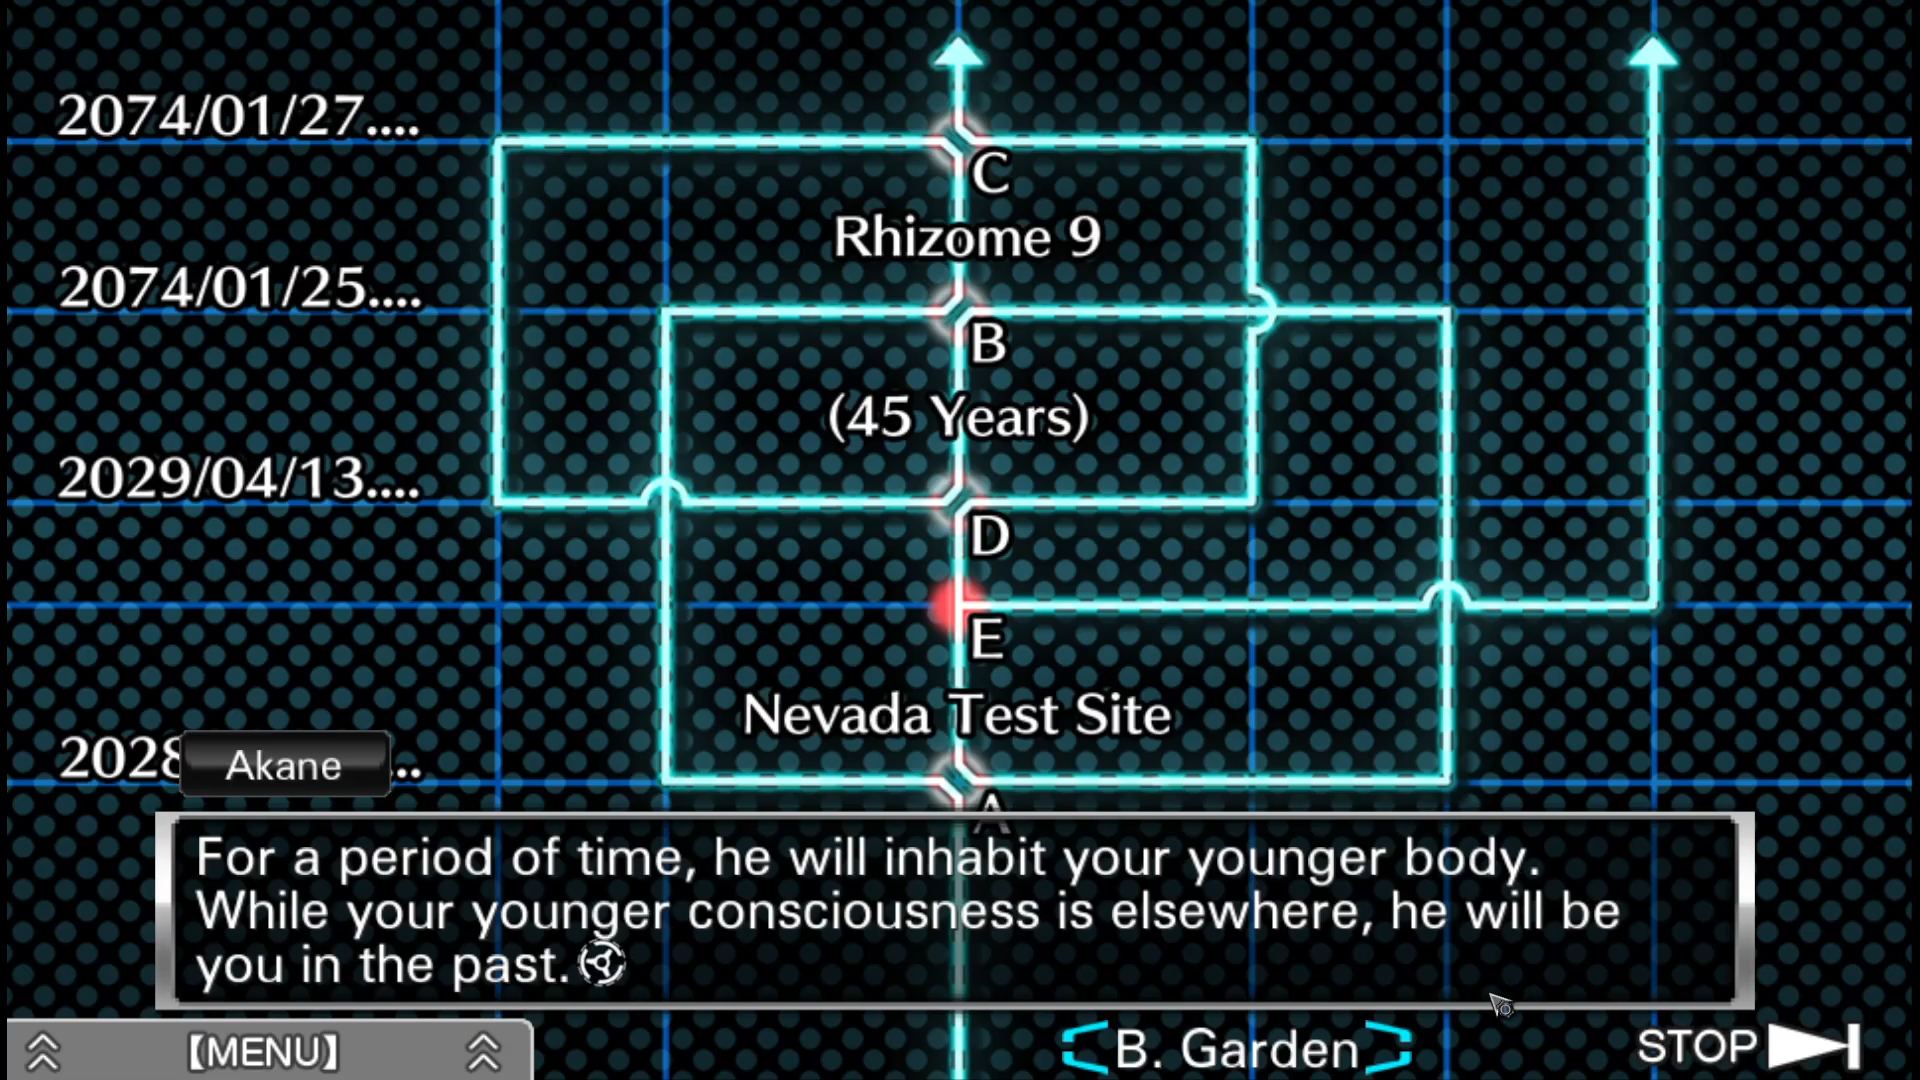 2074/01/27....
C
Rhizome 9
2074/01/25....
B
(45 Years)
2029/04/13....
D
E
Nevada Test Site
2028
..
Akane
A
For a period of time, he will inhabit your younger body.
While your younger consciousness is elsewhere, he will be
you in the past.
【MENU】
B. Garden
STOP